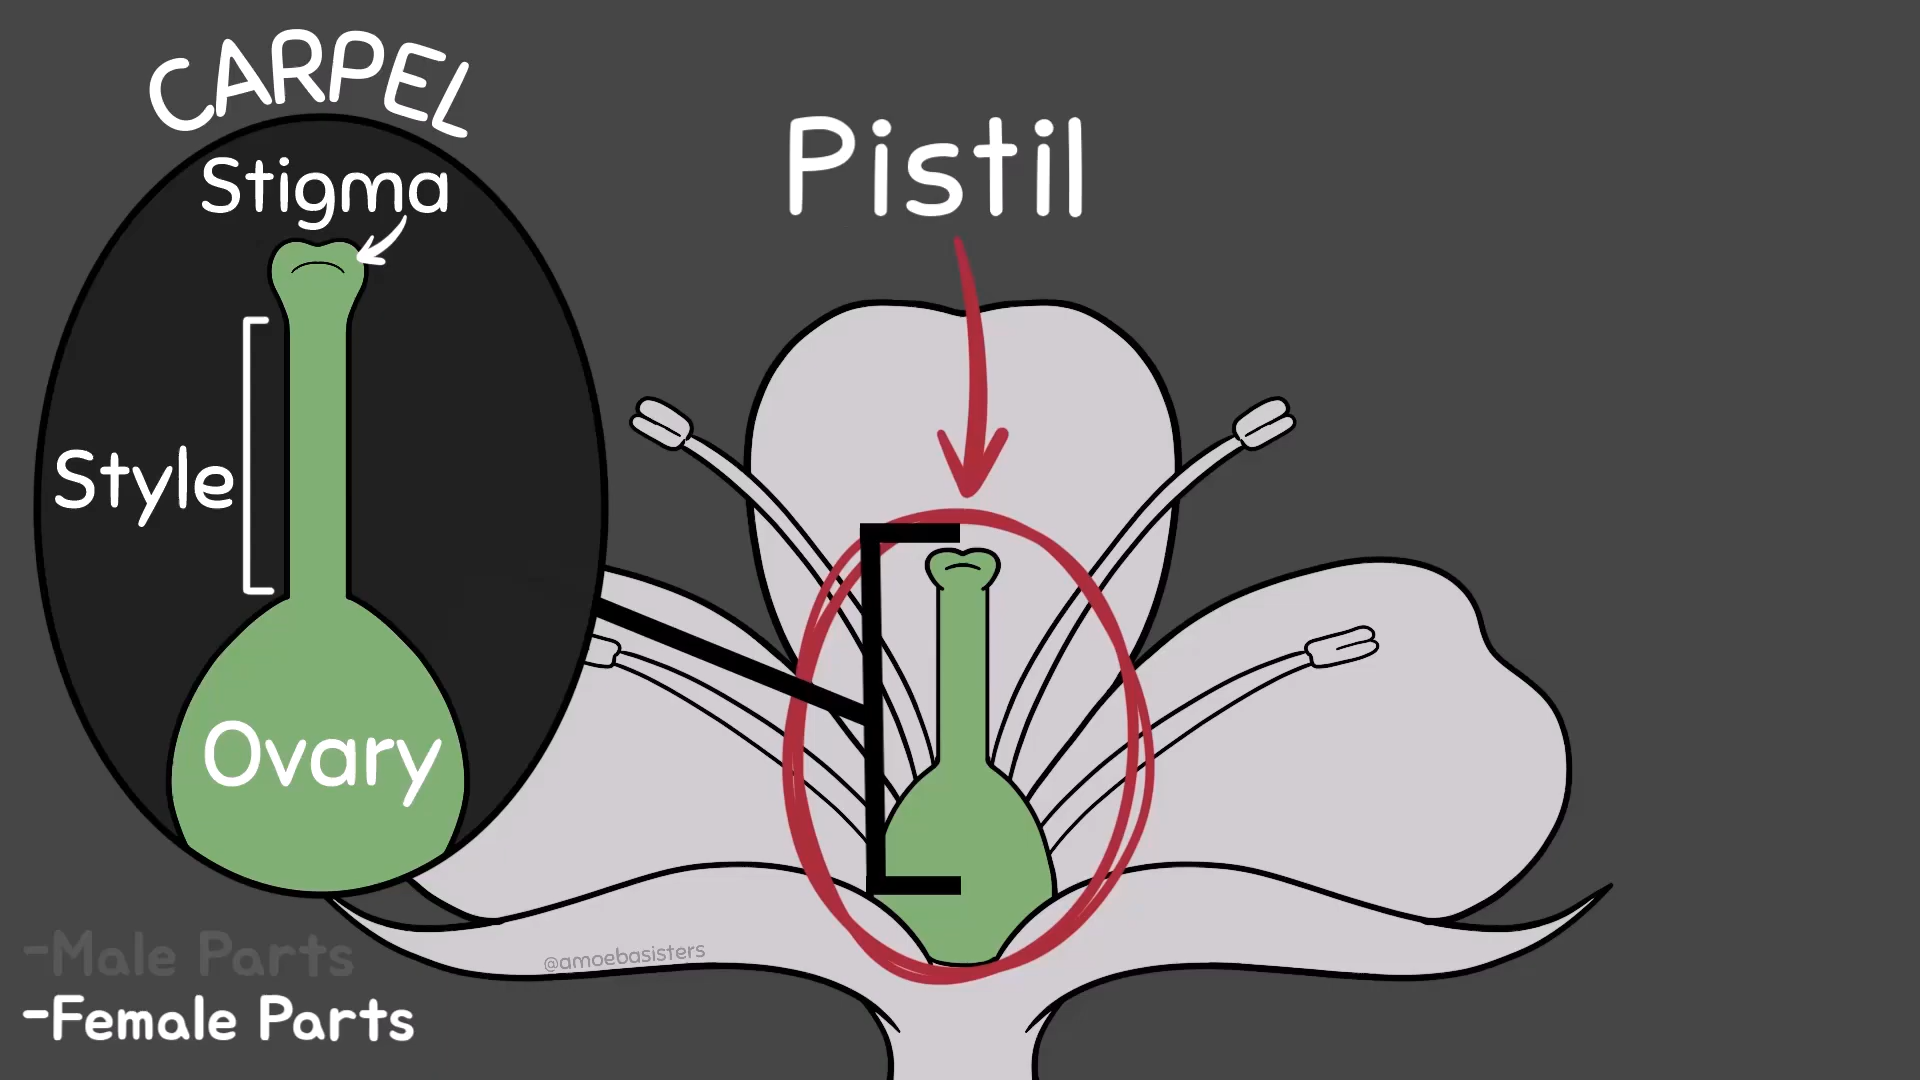 CARPEL
Stigma
Style
Ovary
Pistil
@amoebasisters
-Male Parts
-Female Parts